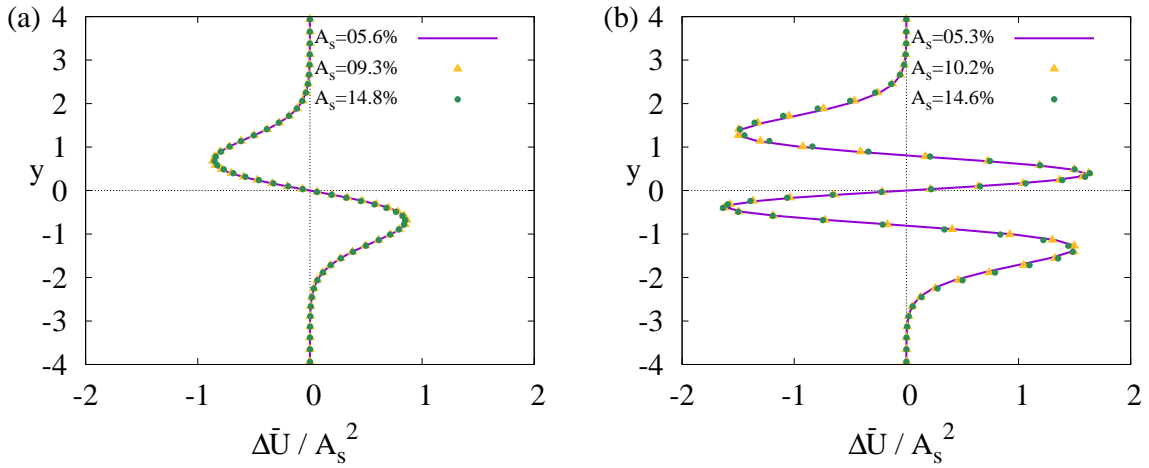 (a)
4
3
2
1
0
-1
-2
-3
-4
y
A_s=05.6%
A_s=09.3%
A_s=14.8%
-2 -1 0 1 2
ΔŪ / A_s^2
(b)
4
3
2
1
0
-1
-2
-3
-4
y
A_s=05.3%
A_s=10.2%
A_s=14.6%
-2 -1 0 1 2
ΔŪ / A_s^2